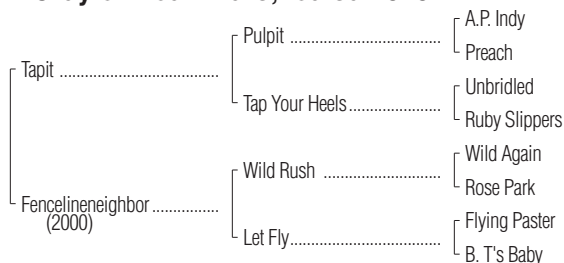 A.P. Indy
Pulpit ...............................
Preach
Tapit ........................................
Unbridled
Tap Your Heels.......................
Ruby Slippers
Wild Again
Wild Rush .............................
Rose Park
Fencelineneighbor.................
(2000)
Flying Paster
Let Fly......................................
B. T's Baby